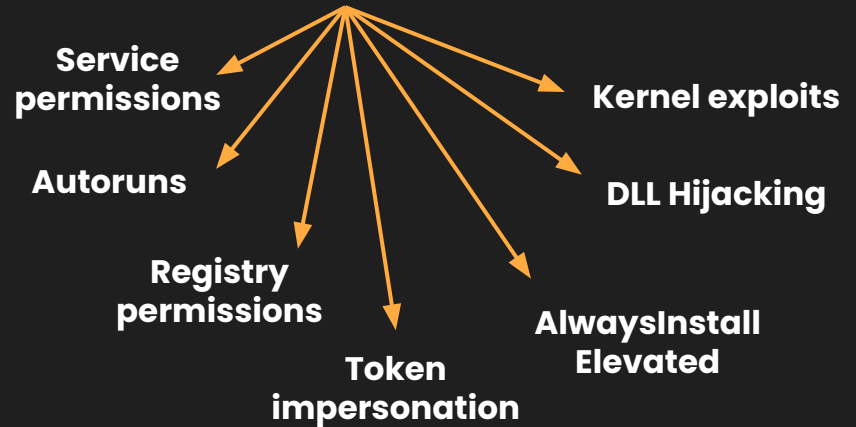 Service
permissions
Autoruns
Registry
permissions
Token
impersonation
AlwaysInstall
Elevated
DLL Hijacking
Kernel exploits